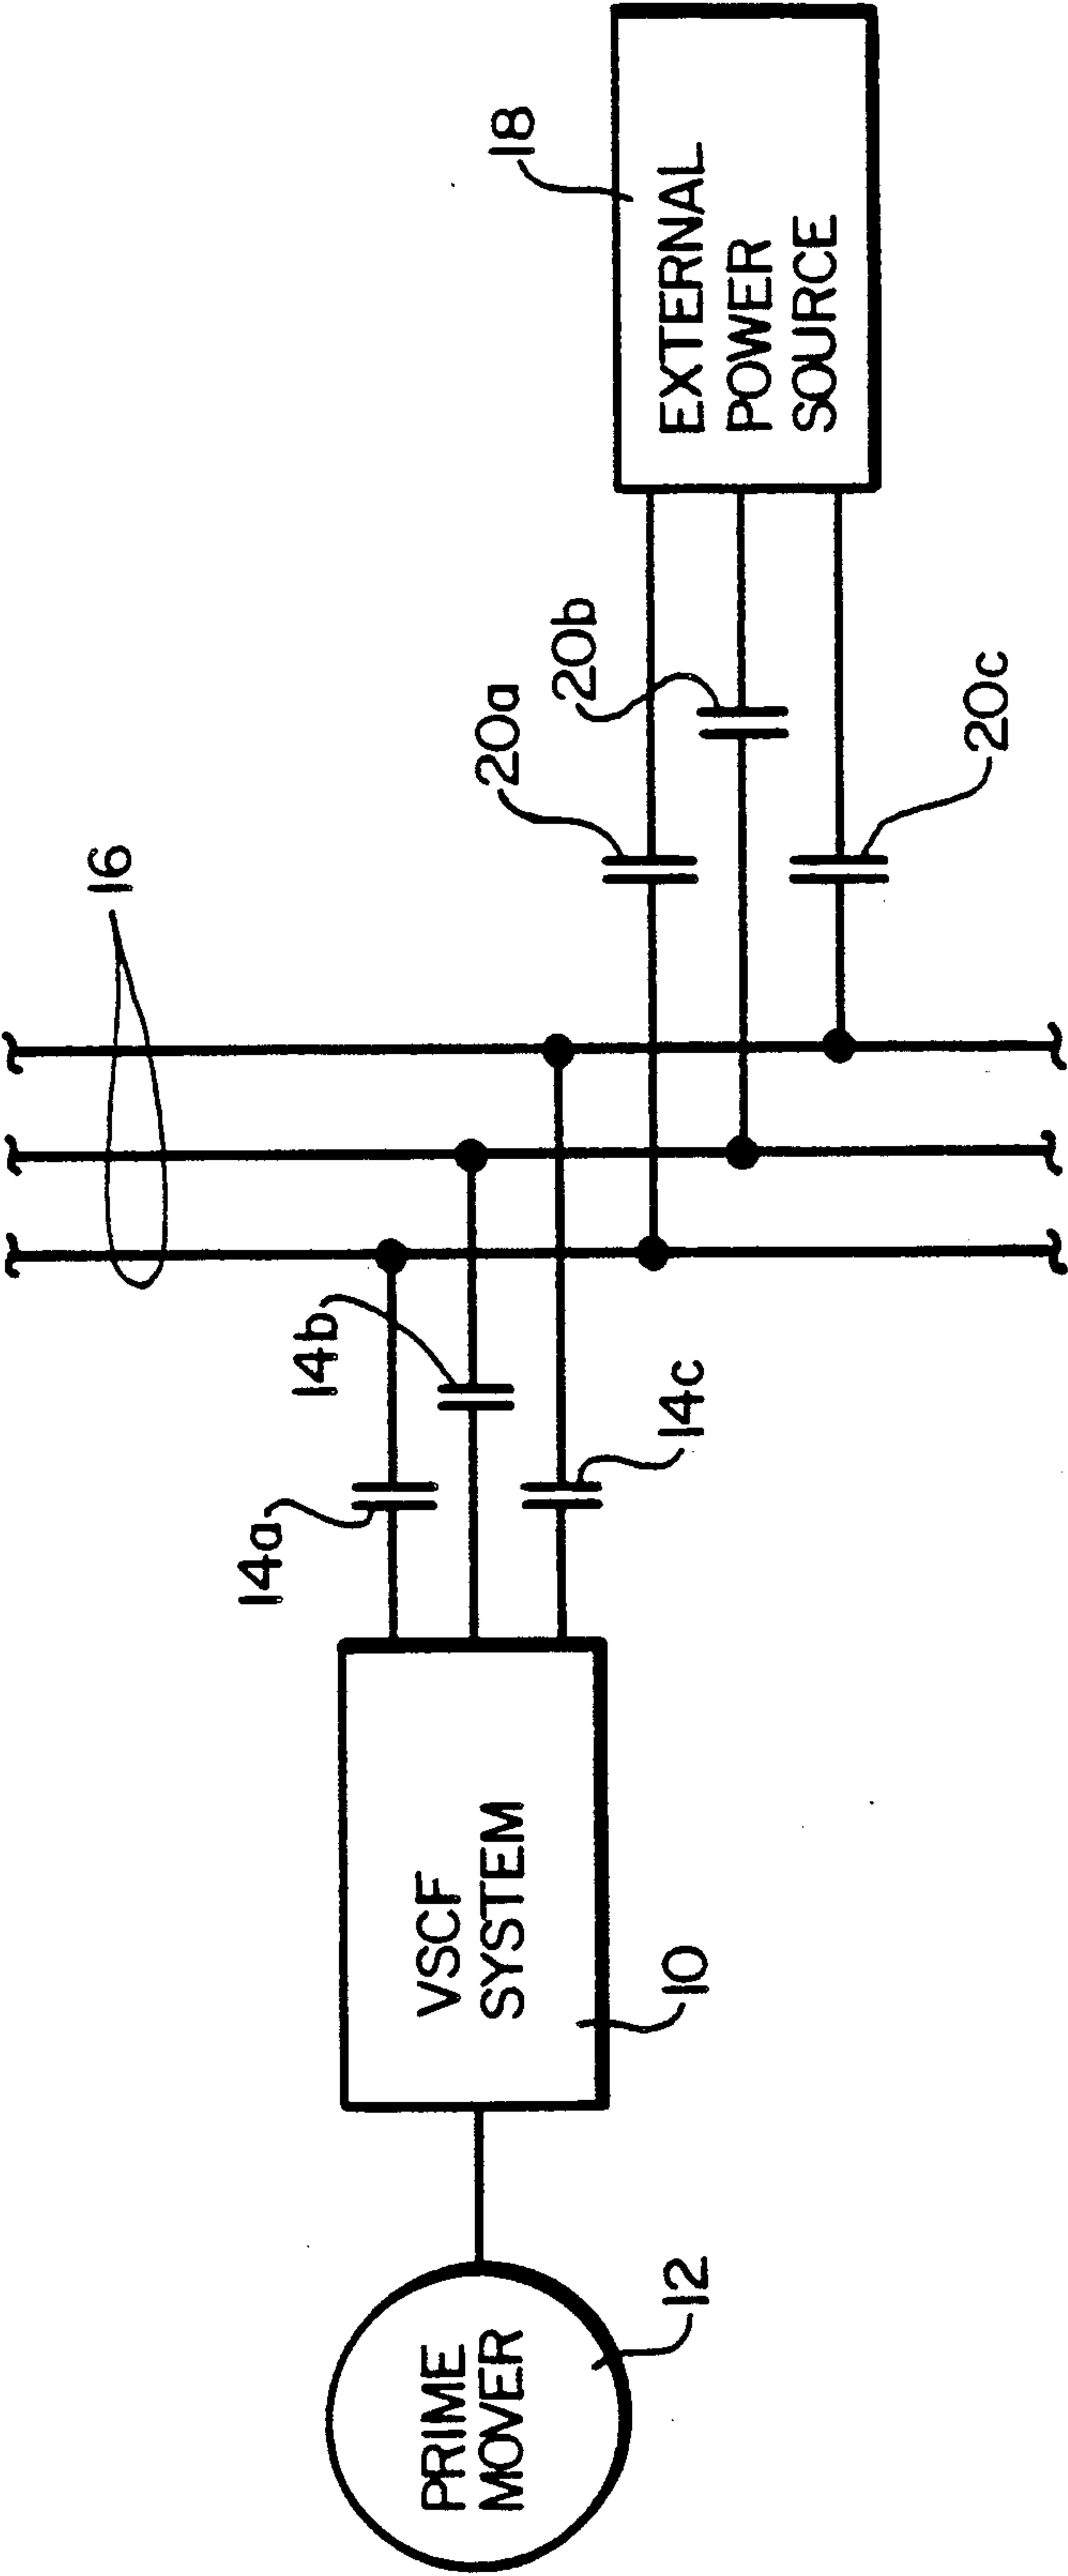 PRIME
MOVER
12
VSCF
SYSTEM
10
14a
14b
14c
16
20a
20b
20c
EXTERNAL
POWER
SOURCE
18